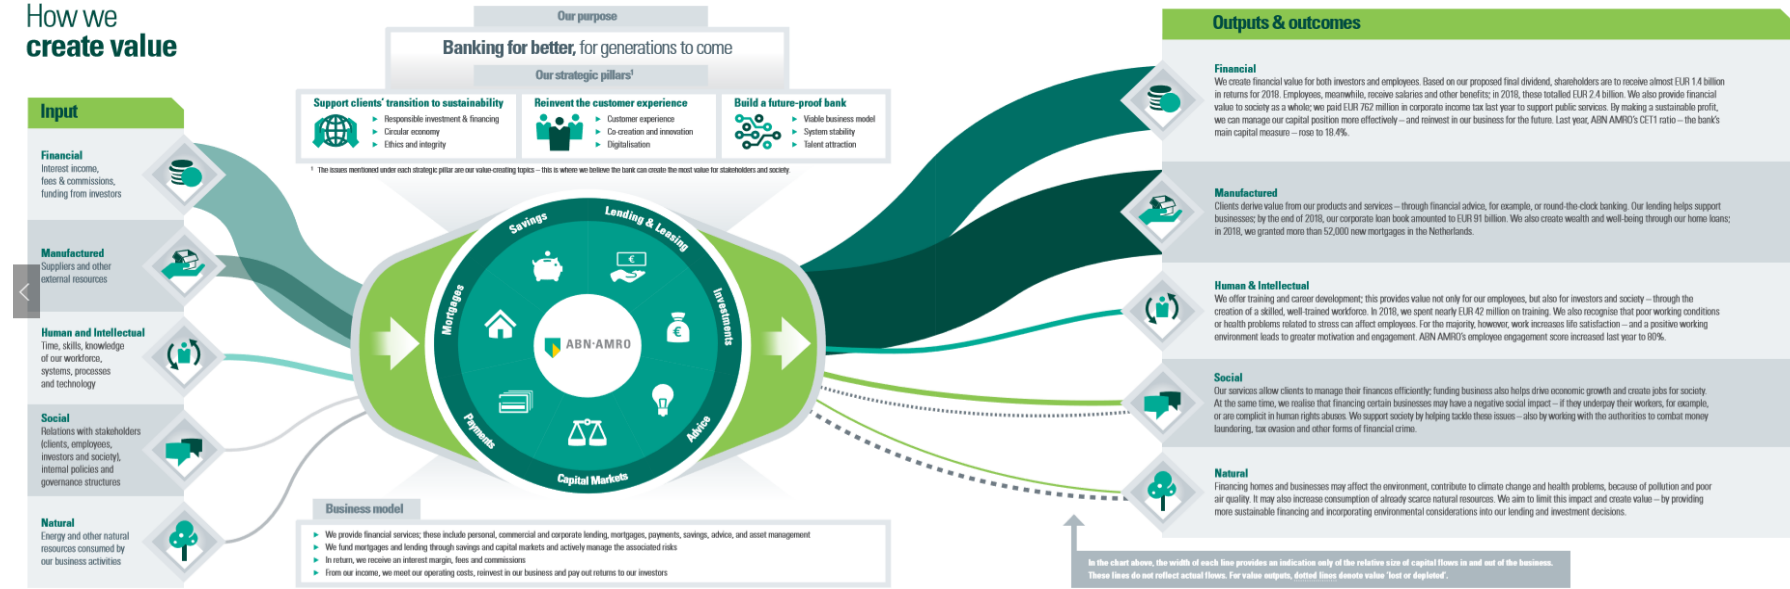 How we
create value
Input
Financial
Interest income,
fees & commissions,
funding from investors
Manufactured
Suppliers and other
external resources
Human and Intellectual
Time, skills, knowledge
of our workforce,
systems, processes
and technology
Social
Relations with stakeholders
(clients, employees,
investors and society),
internal policies and
governance structures
Natural
Energy and other natural
resources consumed by
our business activities
Our purpose
Banking for better, for generations to come
Our strategic pillars¹
Support clients' transition to sustainability
Responsible investment & financing
Circular economy
Ethics and integrity
Reinvent the customer experience
Customer experience
Co-creation and innovation
Digitalisation
Build a future-proof bank
Viable business model
System stability
Talent attraction
¹ The issues mentioned under each strategic pillar are our value-creating topics – this is where we believe the bank can create the most value for stakeholders and society.
Savings
Lending & Leasing
Investments
Advice
Capital Markets
Payments
Mortgages
ABN·AMRO
Business model
We provide financial services; these include personal, commercial and corporate lending, mortgages, payments, savings, advice, and asset management
We fund mortgages and lending through savings and capital markets and actively manage the associated risks
In return, we receive an interest margin, fees and commissions
From our income, we meet our operating costs, reinvest in our business and pay out returns to our investors
Outputs & outcomes
Financial
We create financial value for both investors and employees. Based on our proposed final dividend, shareholders are to receive almost EUR 1.4 billion
in returns for 2018. Employees, meanwhile, receive salaries and other benefits; in 2018, these totalled EUR 2.4 billion. We also provide financial
value to society as a whole; we paid EUR 762 million in corporate income tax last year to support public services. By making a sustainable profit,
we can manage our capital position more effectively – and reinvest in our business for the future. Last year, ABN AMRO's CET1 ratio – the bank's
main capital measure – rose to 18.4%.
Manufactured
Clients derive value from our products and services – through financial advice, for example, or round-the-clock banking. Our lending helps support
businesses; by the end of 2018, our corporate loan book amounted to EUR 91 billion. We also create wealth and well-being through our home loans;
in 2018, we granted more than 52,000 new mortgages in the Netherlands.
Human & Intellectual
We offer training and career development; this provides value not only for our employees, but also for investors and society – through the
creation of a skilled, well-trained workforce. In 2018, we spent nearly EUR 42 million on training. We also recognise that poor working conditions
or health problems related to stress can affect employees. For the majority, however, work increases life satisfaction – and a positive working
environment leads to greater motivation and engagement. ABN AMRO's employee engagement score increased last year to 80%.
Social
Our services allow clients to manage their finances efficiently; funding business also helps drive economic growth and create jobs for society.
At the same time, we realise that financing certain businesses may have a negative social impact – if they underpay their workers, for example,
or are complicit in human rights abuses. We support society by helping tackle these issues – also by working with the authorities to combat money
laundering, tax evasion and other forms of financial crime.
Natural
Financing homes and businesses may affect the environment, contribute to climate change and health problems, because of pollution and poor
air quality. It may also increase consumption of already scarce natural resources. We aim to limit this impact and create value – by providing
more sustainable financing and incorporating environmental considerations into our lending and investment decisions.
In the chart above, the width of each line provides an indication only of the relative size of capital flows in and out of the business.
These lines do not reflect actual flows. For value outputs, dotted lines denote value 'lost or depleted'.